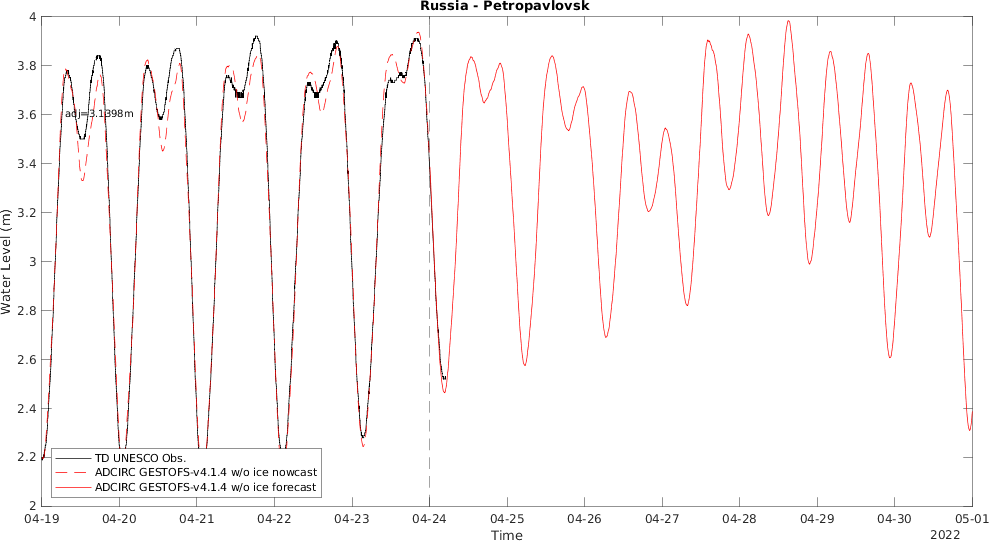 Russia - Petropavlovsk
4
3.8
3.6
3.4
3.2
3
2.8
2.6
2.4
2.2
2
Water Level (m)
adj=3.1398m
TD UNESCO Obs.
ADCIRC GESTOFS-v4.1.4 w/o ice nowcast
ADCIRC GESTOFS-v4.1.4 w/o ice forecast
04-19 04-20 04-21 04-22 04-23 04-24 04-25 04-26 04-27 04-28 04-29 04-30 05-01
Time
2022